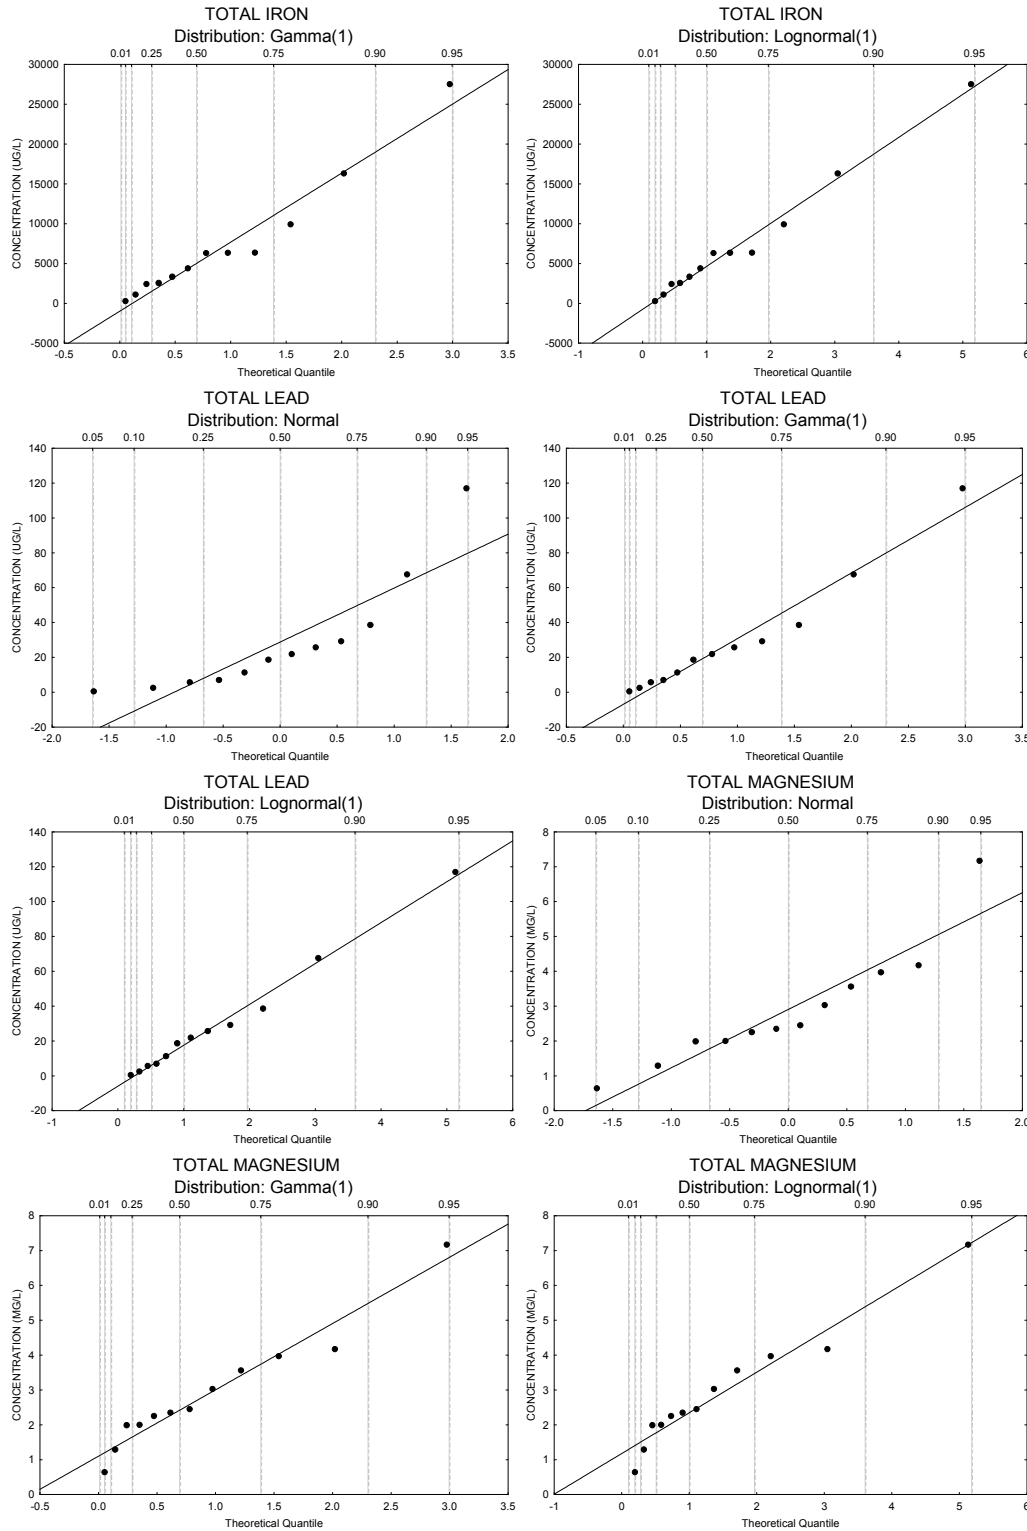 TOTAL IRON
Distribution: Gamma(1)
0.01 0.25 0.50 0.75 0.90 0.95
30000
25000
20000
15000
10000
5000
0
-5000
CONCENTRATION (UG/L)
-0.5 0.0 0.5 1.0 1.5 2.0 2.5 3.0 3.5
Theoretical Quantile
TOTAL IRON
Distribution: Lognormal(1)
0.01 0.50 0.75 0.90 0.95
30000
25000
20000
15000
10000
5000
0
-5000
CONCENTRATION (UG/L)
-1 0 1 2 3 4 5 6
Theoretical Quantile
TOTAL LEAD
Distribution: Normal
0.05 0.10 0.25 0.50 0.75 0.90 0.95
140
120
100
80
60
40
20
0
-20
CONCENTRATION (UG/L)
-2.0 -1.5 -1.0 -0.5 0.0 0.5 1.0 1.5 2.0
Theoretical Quantile
TOTAL LEAD
Distribution: Gamma(1)
0.01 0.25 0.50 0.75 0.90 0.95
140
120
100
80
60
40
20
0
-20
CONCENTRATION (UG/L)
-0.5 0.0 0.5 1.0 1.5 2.0 2.5 3.0 3.5
Theoretical Quantile
TOTAL LEAD
Distribution: Lognormal(1)
0.01 0.50 0.75 0.90 0.95
140
120
100
80
60
40
20
0
-20
CONCENTRATION (UG/L)
-1 0 1 2 3 4 5 6
Theoretical Quantile
TOTAL MAGNESIUM
Distribution: Normal
0.05 0.10 0.25 0.50 0.75 0.90 0.95
8
7
6
5
4
3
2
1
0
CONCENTRATION (MG/L)
-2.0 -1.5 -1.0 -0.5 0.0 0.5 1.0 1.5 2.0
Theoretical Quantile
TOTAL MAGNESIUM
Distribution: Gamma(1)
0.01 0.25 0.50 0.75 0.90 0.95
8
7
6
5
4
3
2
1
0
CONCENTRATION (MG/L)
-0.5 0.0 0.5 1.0 1.5 2.0 2.5 3.0 3.5
Theoretical Quantile
TOTAL MAGNESIUM
Distribution: Lognormal(1)
0.01 0.50 0.75 0.90 0.95
8
7
6
5
4
3
2
1
0
CONCENTRATION (MG/L)
-1 0 1 2 3 4 5 6
Theoretical Quantile